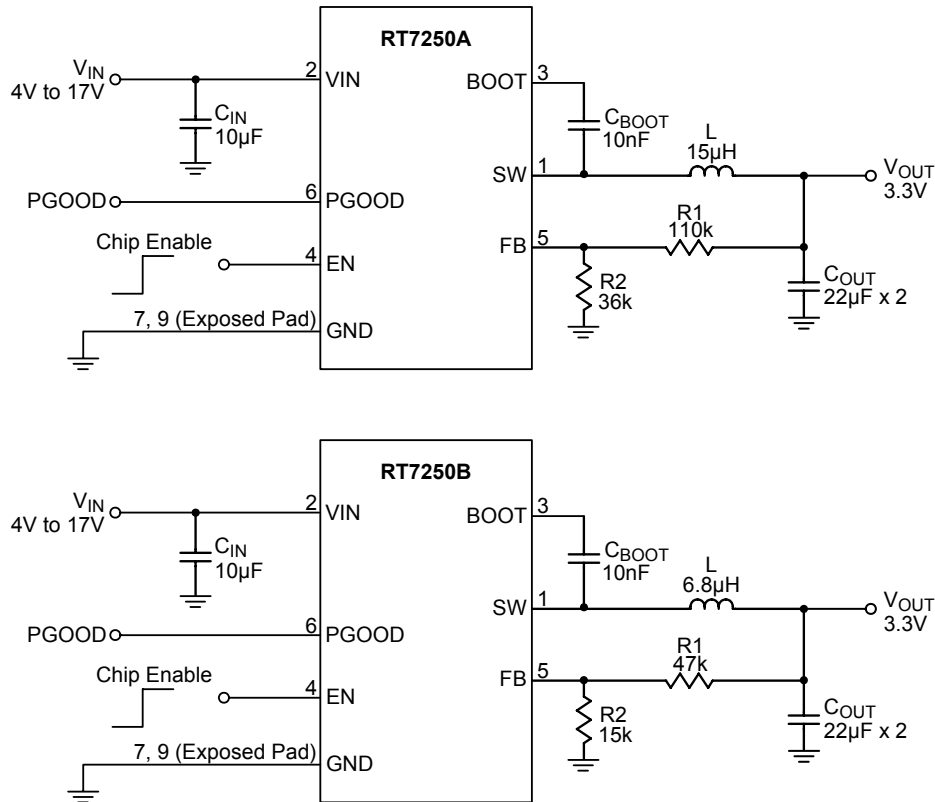 RT7250A
VIN
4V to 17V
CIN
10µF
2
VIN
BOOT
3
CBOOT
10nF
L
15µH
SW
1
VOUT
3.3V
PGOOD
6
PGOOD
FB
5
R1
110k
Chip Enable
4
EN
R2
36k
COUT
22µF x 2
7, 9 (Exposed Pad)
GND
RT7250B
VIN
4V to 17V
CIN
10µF
2
VIN
BOOT
3
CBOOT
10nF
L
6.8µH
SW
1
VOUT
3.3V
PGOOD
6
PGOOD
FB
5
R1
47k
Chip Enable
4
EN
R2
15k
COUT
22µF x 2
7, 9 (Exposed Pad)
GND